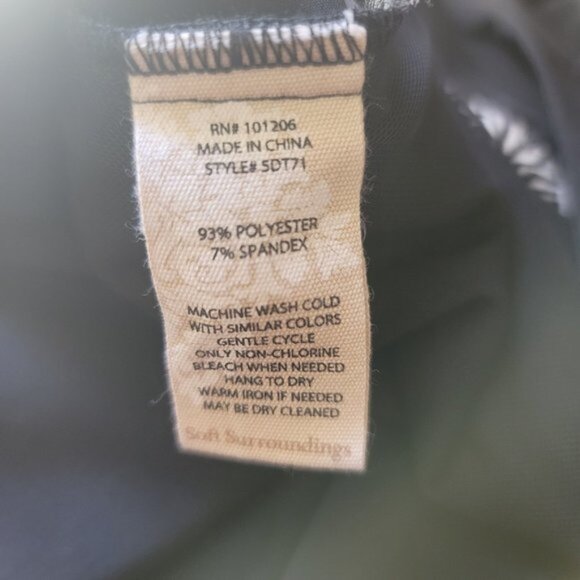 RN# 101206
MADE IN CHINA
STYLE# 5DT71
93% POLYESTER
7% SPANDEX
MACHINE WASH COLD
WITH SIMILAR COLORS
GENTLE CYCLE
ONLY NON-CHLORINE
BLEACH WHEN NEEDED
HANG TO DRY
WARM IRON IF NEEDED
MAY BE DRY CLEANED
Soft Surroundings